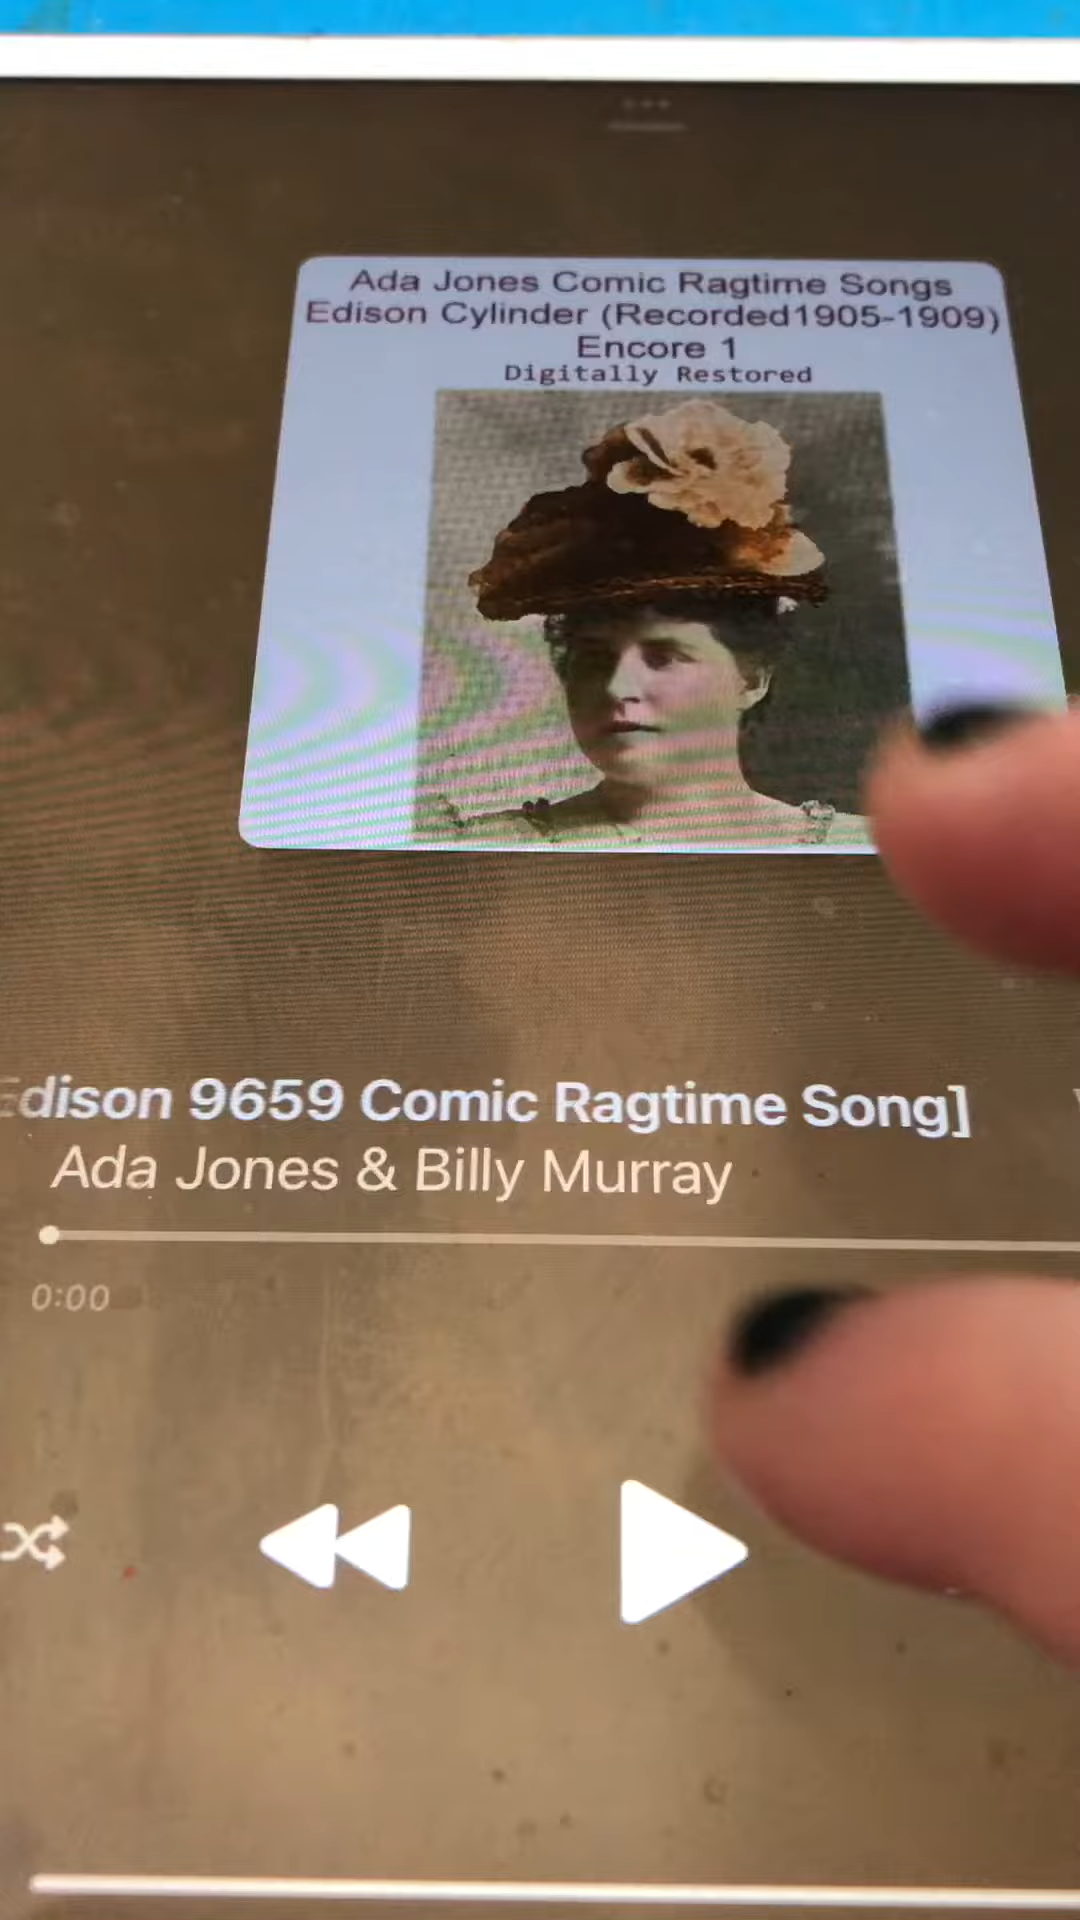 Ada Jones Comic Ragtime Songs
Edison Cylinder (Recorded1905-1909)
Encore 1
Digitally Restored
Edison 9659 Comic Ragtime Song]
Ada Jones & Billy Murray
0:00